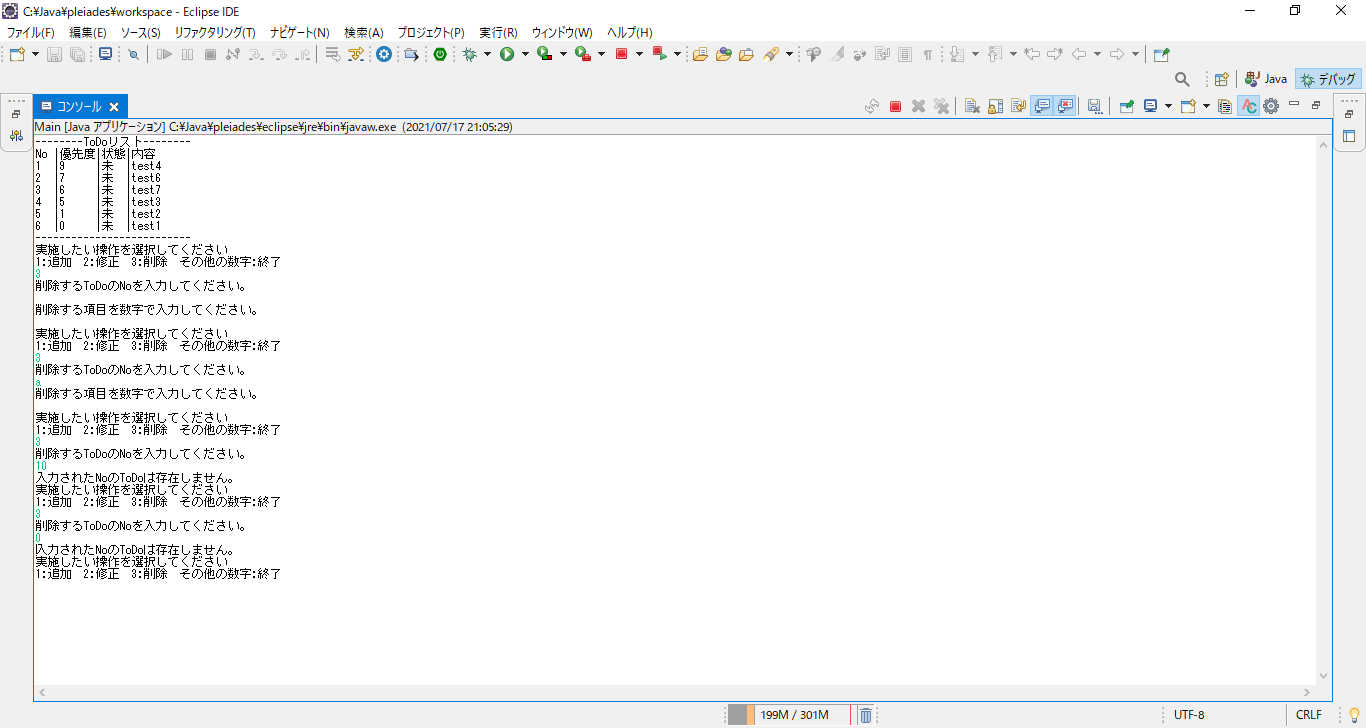 C:¥Java¥pleiades¥workspace - Eclipse IDE
ファイル(F) 編集(E) ソース(S) リファクタリング(T) ナビゲート(N) 検索(A) プロジェクト(P) 実行(R) ウィンドウ(W) ヘルプ(H)
Java デバッグ
コンソール
Main [Java アプリケーション] C:¥Java¥pleiades¥eclipse¥jre¥bin¥javaw.exe (2021/07/17 21:05:29)
--------ToDoリスト--------
No |優先度|状態|内容
1 |9 |未 |test4
2 |7 |未 |test6
3 |6 |未 |test7
4 |5 |未 |test3
5 |1 |未 |test2
6 |0 |未 |test1
--------------------------
実施したい操作を選択してください
1:追加 2:修正 3:削除 その他の数字:終了
3
削除するToDoのNoを入力してください。
削除する項目を数字で入力してください。
実施したい操作を選択してください
1:追加 2:修正 3:削除 その他の数字:終了
3
削除するToDoのNoを入力してください。
a
削除する項目を数字で入力してください。
実施したい操作を選択してください
1:追加 2:修正 3:削除 その他の数字:終了
3
削除するToDoのNoを入力してください。
10
入力されたNoのToDoは存在しません。
実施したい操作を選択してください
1:追加 2:修正 3:削除 その他の数字:終了
3
削除するToDoのNoを入力してください。
0
入力されたNoのToDoは存在しません。
実施したい操作を選択してください
1:追加 2:修正 3:削除 その他の数字:終了
199M / 301M
UTF-8
CRLF